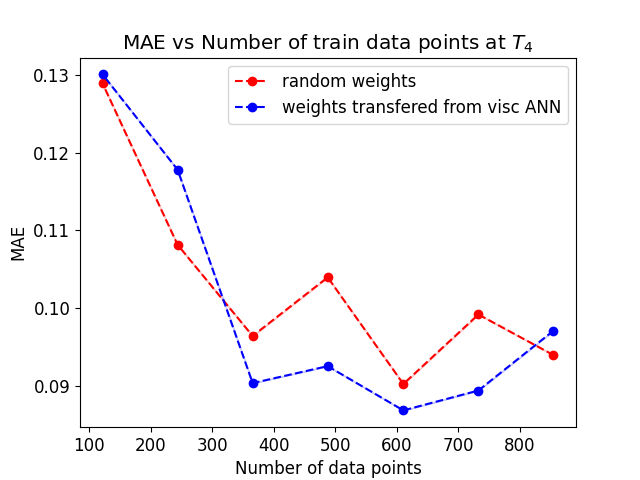 MAE vs Number of train data points at $T_4$
random weights
weights transfered from visc ANN
0.13
0.12
0.11
0.10
0.09
MAE
100 200 300 400 500 600 700 800
Number of data points